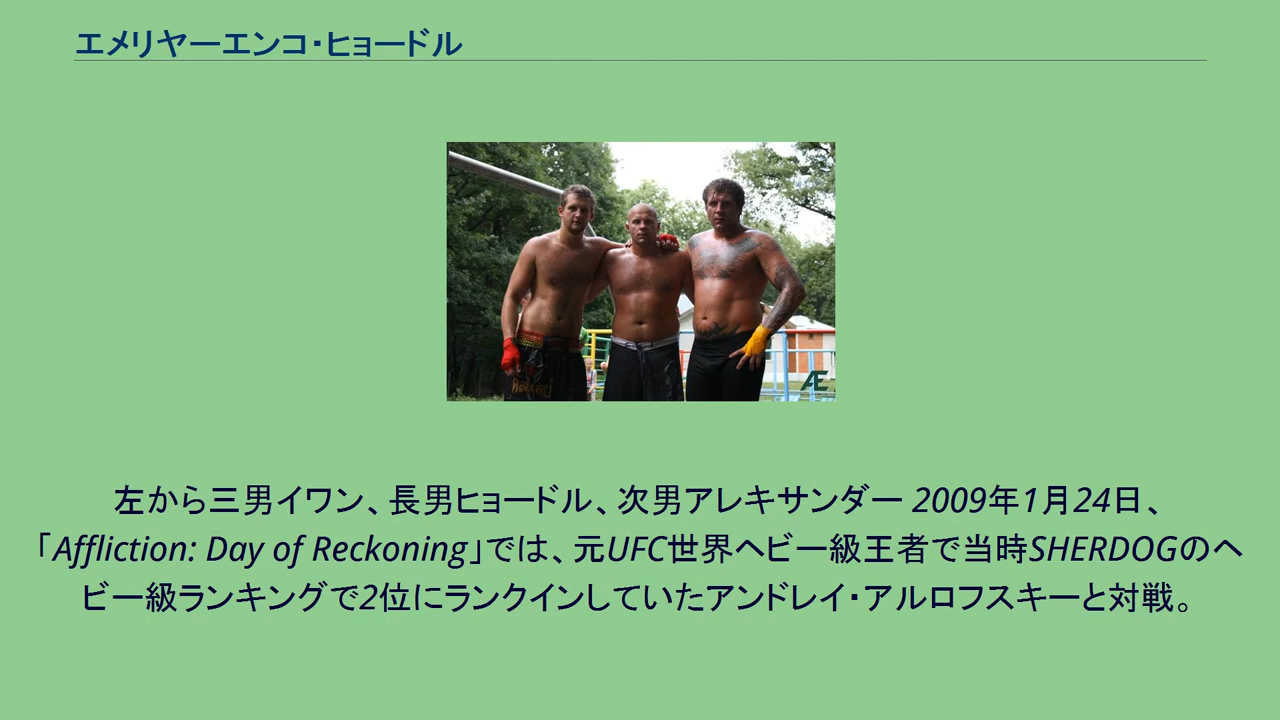 エメリヤーエンコ・ヒョードル
Æ
左から三男イワン、長男ヒョードル、次男アレキサンダー 2009年1月24日、
「Affliction: Day of Reckoning」では、元UFC世界ヘビー級王者で当時SHERDOGのヘ
ビー級ランキングで2位にランクインしていたアンドレイ・アルロフスキーと対戦。